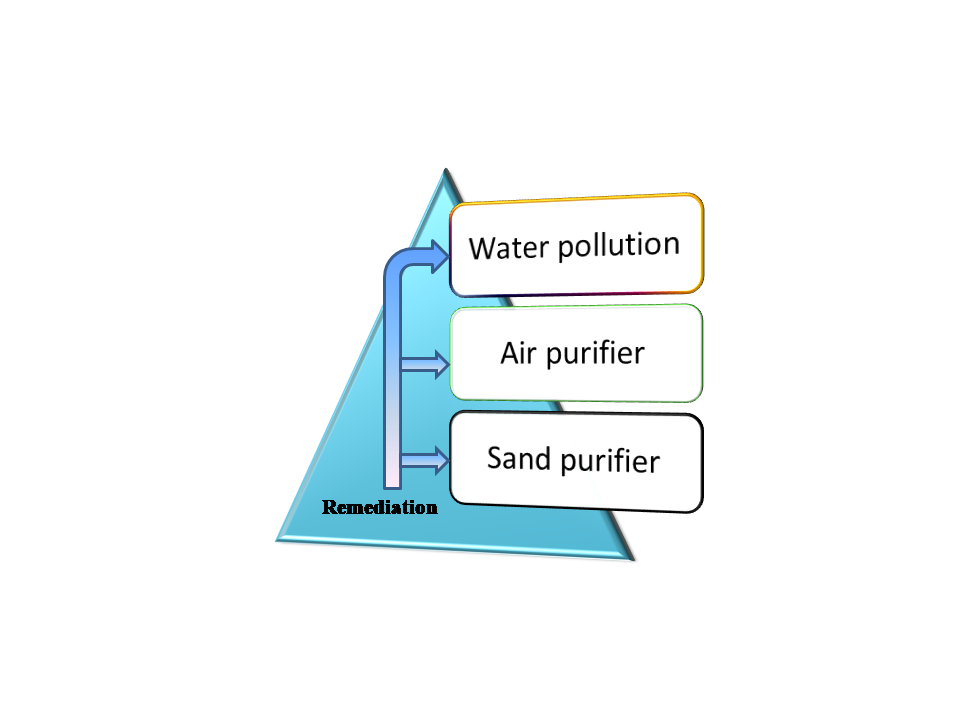 Water pollution
Air purifier
Sand purifier
Remediation